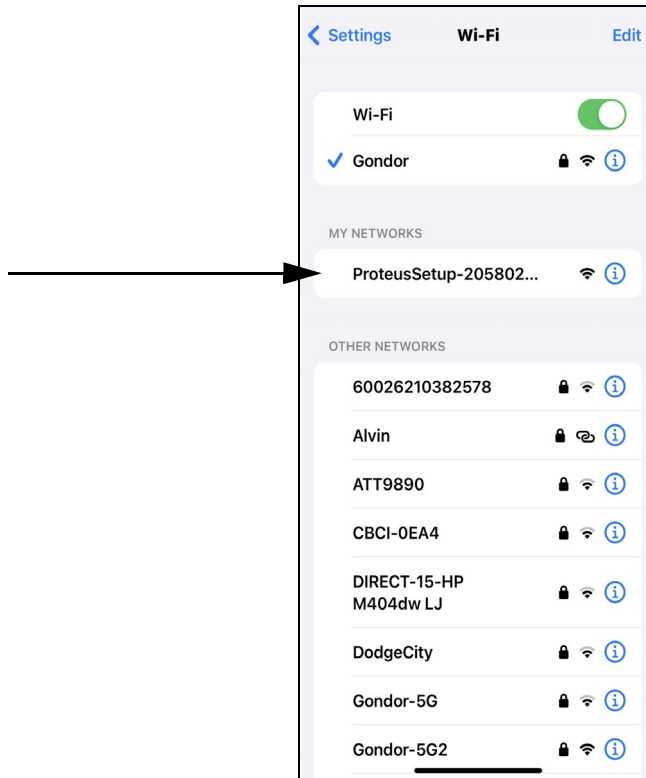 Settings Wi-Fi Edit
Wi-Fi
Gondor
MY NETWORKS
ProteusSetup-205802...
OTHER NETWORKS
60026210382578
Alvin
ATT9890
CBCI-0EA4
DIRECT-15-HP
M404dw LJ
DodgeCity
Gondor-5G
Gondor-5G2